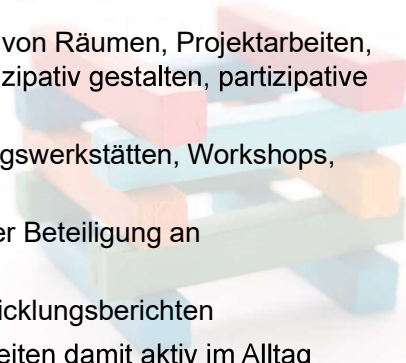 von Räumen, Projektarbeiten,
zipativ gestalten, partizipative
gswerkstätten, Workshops,
er Beteiligung an
icklungsberichten
eiten damit aktiv im Alltag